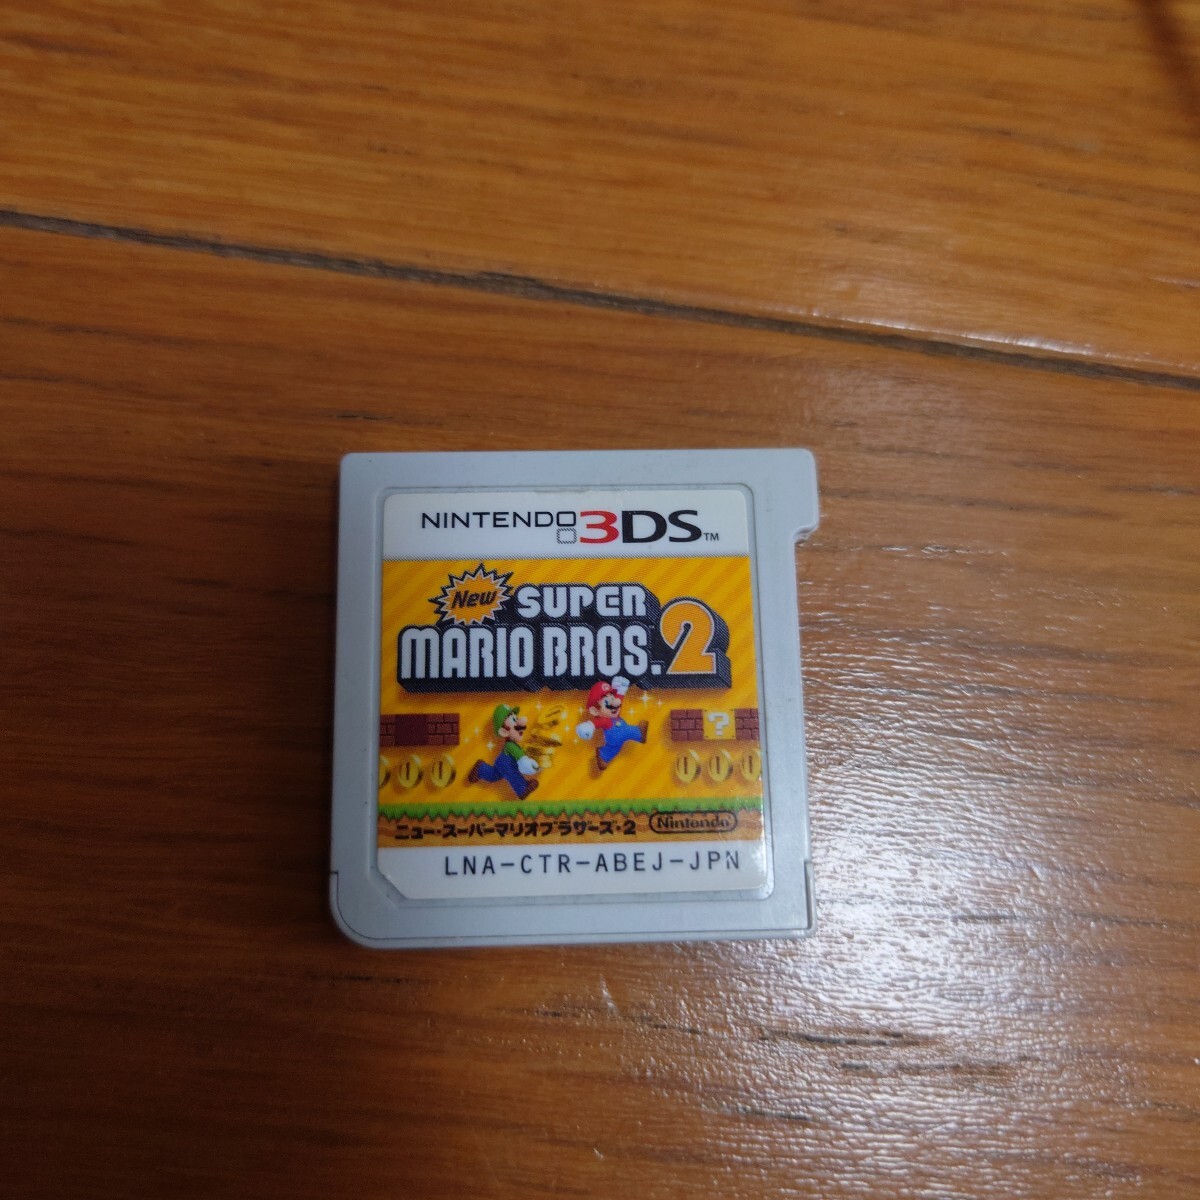 NINTENDO 3DS™
New SUPER
MARIO BROS.™ 2
?
ニュー・スーパーマリオブラザーズ・2 Nintendo
LNA-CTR-ABEJ-JPN